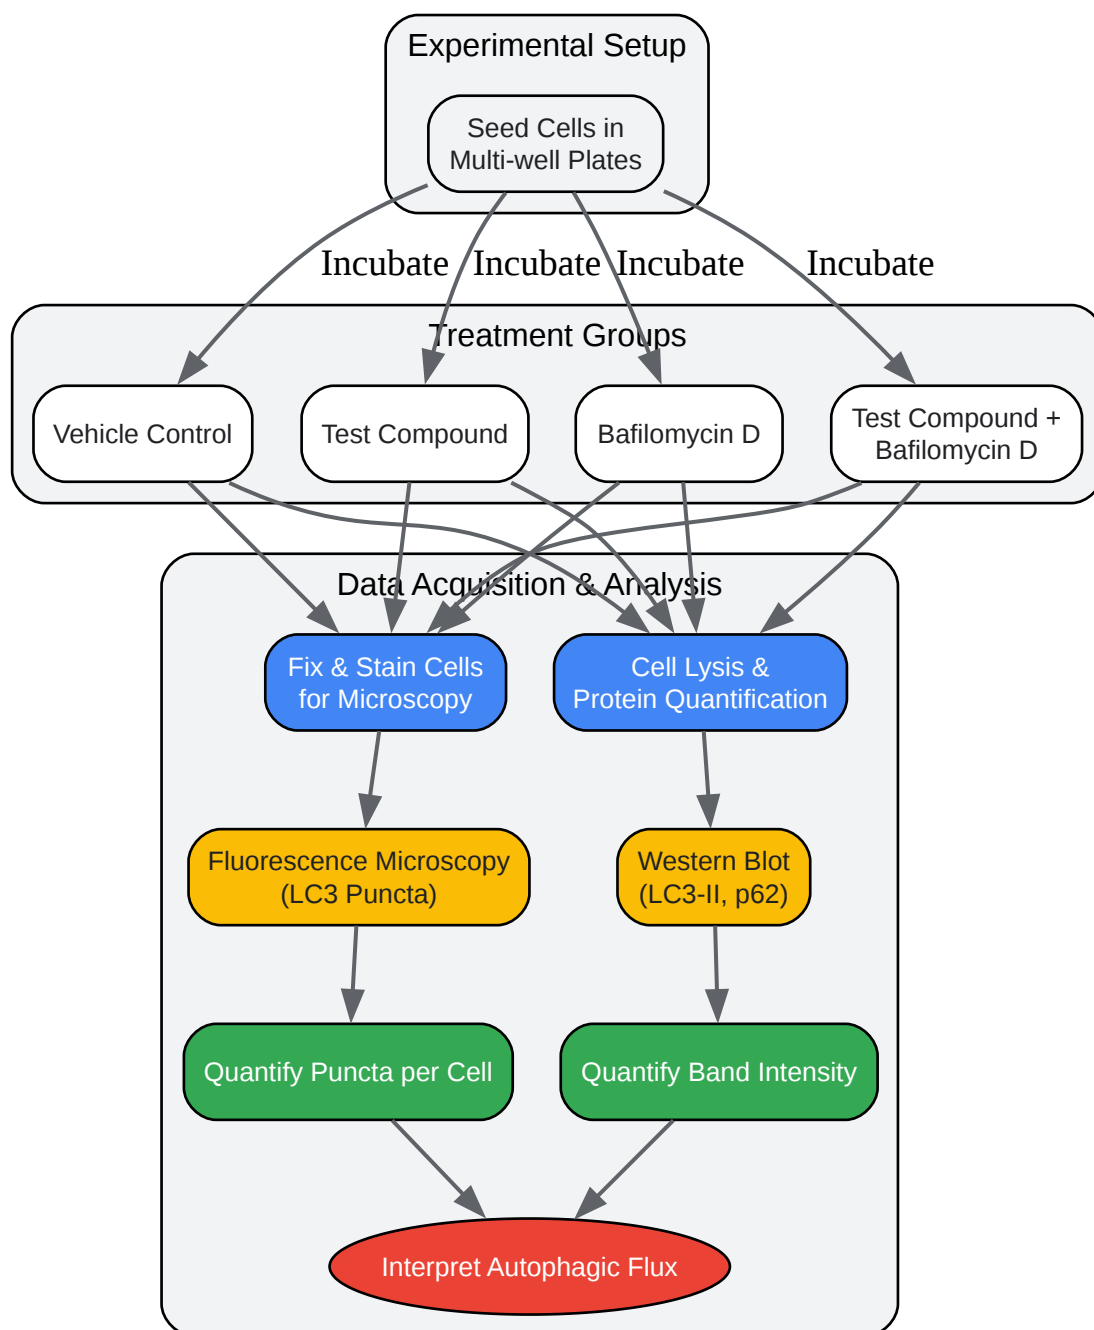 Experimental Setup
Seed Cells in
Multi-well Plates
Incubate
Incubate
Incubate
Incubate
Treatment Groups
Vehicle Control
Test Compound
Bafilomycin D
Test Compound +
Bafilomycin D
Data Acquisition & Analysis
Fix & Stain Cells
for Microscopy
Cell Lysis &
Protein Quantification
Fluorescence Microscopy
(LC3 Puncta)
Western Blot
(LC3-II, p62)
Quantify Puncta per Cell
Quantify Band Intensity
Interpret Autophagic Flux